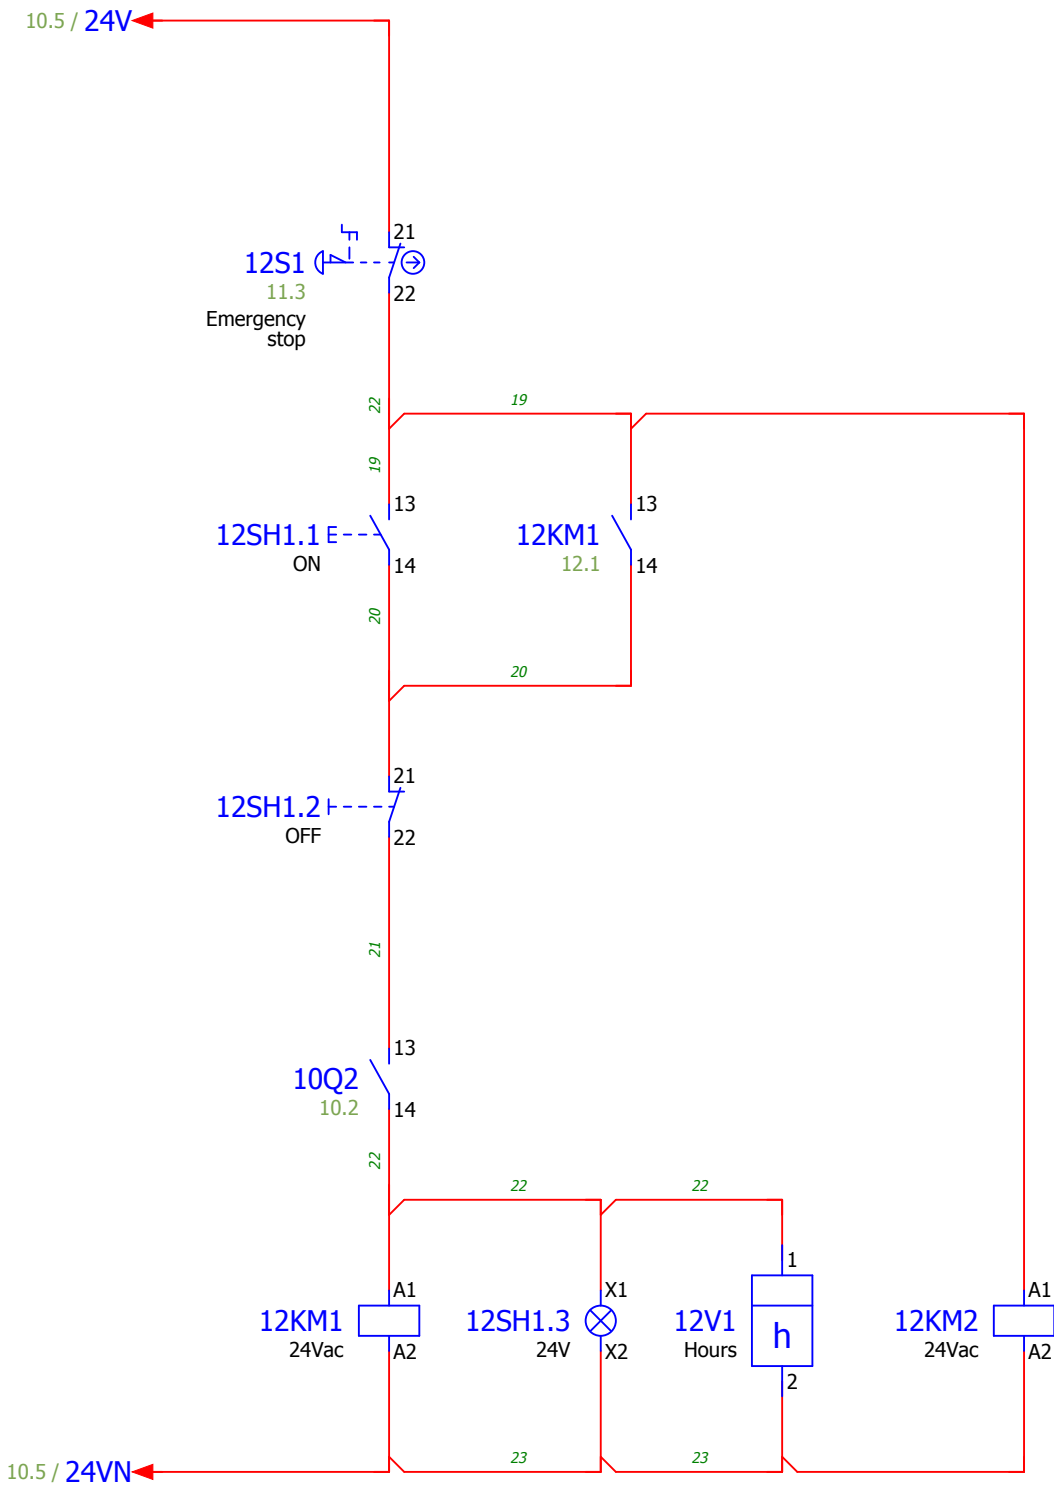 10.5 / 24V
21
12S1
11.3
22
Emergency
stop
22
19
19
13
13
12SH1.1
12KM1
ON
14
12.1
14
20
20
21
12SH1.2
OFF
22
21
13
10Q2
10.2
14
22
22
22
1
A1
X1
A1
12KM1
12SH1.3
12V1
h
12KM2
24Vac
A2
24V
X2
Hours
24Vac
A2
2
23
23
10.5 / 24VN